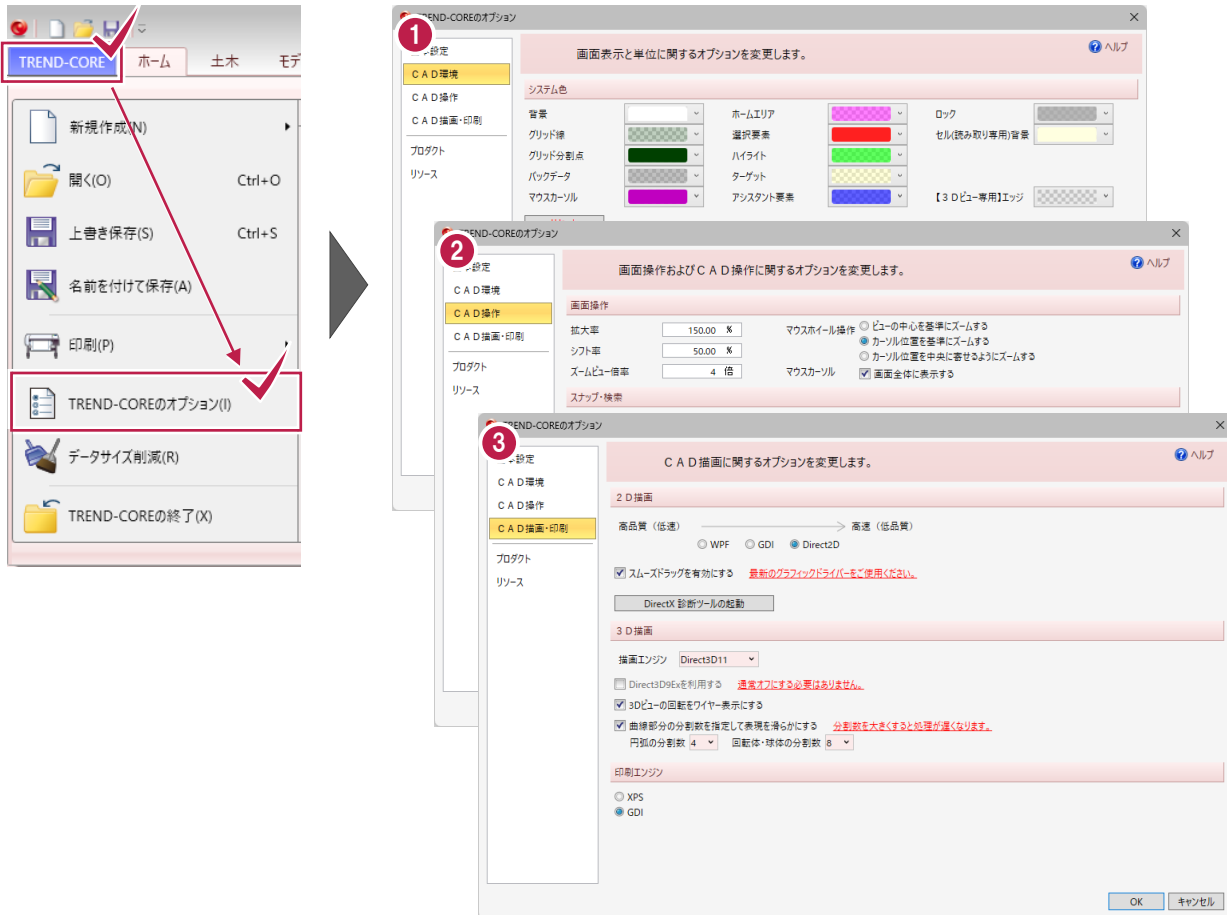 TREND-CORE
ホーム
土木
モデ
新規作成(N)
開く(O) Ctrl+O
上書き保存(S) Ctrl+S
名前を付けて保存(A)
印刷(P)
TREND-COREのオプション(I)
データサイズ削減(R)
TREND-COREの終了(X)
1
TREND-COREのオプション
設定
ＣＡＤ環境
ＣＡＤ操作
ＣＡＤ描画・印刷
プロダクト
リソース
画面表示と単位に関するオプションを変更します。
ヘルプ
システム色
背景 ホームエリア ロック
グリッド線 選択要素 セル(読み取り専用)背景
グリッド分割点 ハイライト
バックデータ ターゲット
マウスカーソル アシスタント要素 【３Ｄビュー専用】エッジ
2
TREND-COREのオプション
設定
ＣＡＤ環境
ＣＡＤ操作
ＣＡＤ描画・印刷
プロダクト
リソース
画面操作およびＣＡＤ操作に関するオプションを変更します。
ヘルプ
画面操作
拡大率 150.00 % マウスホイール操作 ビューの中心を基準にズームする
シフト率 50.00 % カーソル位置を基準にズームする
カーソル位置を中央に寄せるようにズームする
ズームビュー倍率 4 倍 マウスカーソル 画面全体に表示する
スナップ・検索
3
TREND-COREのオプション
設定
ＣＡＤ環境
ＣＡＤ操作
ＣＡＤ描画・印刷
プロダクト
リソース
ＣＡＤ描画に関するオプションを変更します。
ヘルプ
２Ｄ描画
高品質（低速） 高速（低品質）
WPF GDI Direct2D
スムーズドラッグを有効にする 最新のグラフィックドライバーをご使用ください。
DirectX 診断ツールの起動
３Ｄ描画
描画エンジン Direct3D11
Direct3D9Exを利用する 通常オフにする必要はありません。
3Dビューの回転をワイヤー表示にする
曲線部分の分割数を指定して表現を滑らかにする 分割数を大きくすると処理が遅くなります。
円弧の分割数 4 回転体・球体の分割数 8
印刷エンジン
XPS
GDI
OK キャンセル